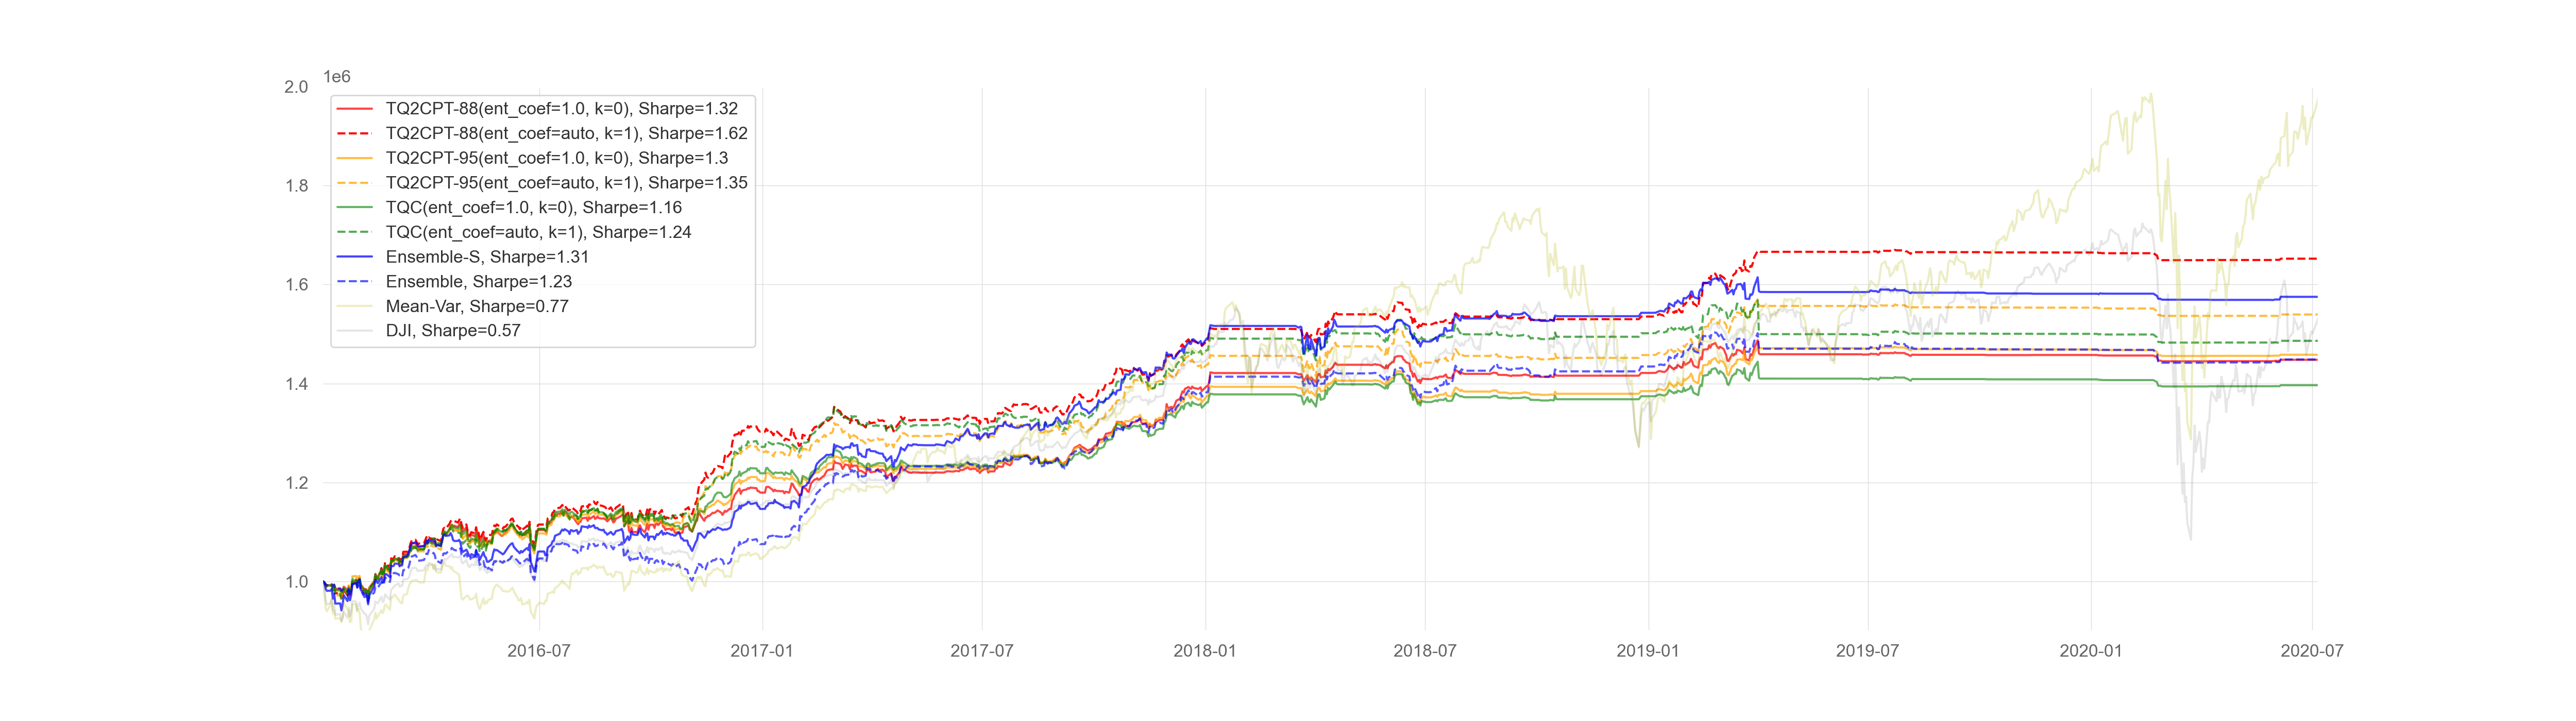 1e6
2.0
1.8
1.6
1.4
1.2
1.0
TQ2CPT-88(ent_coef=1.0, k=0), Sharpe=1.32
TQ2CPT-88(ent_coef=auto, k=1), Sharpe=1.62
TQ2CPT-95(ent_coef=1.0, k=0), Sharpe=1.3
TQ2CPT-95(ent_coef=auto, k=1), Sharpe=1.35
TQC(ent_coef=1.0, k=0), Sharpe=1.16
TQC(ent_coef=auto, k=1), Sharpe=1.24
Ensemble-S, Sharpe=1.31
Ensemble, Sharpe=1.23
Mean-Var, Sharpe=0.77
DJI, Sharpe=0.57
2016-07 2017-01 2017-07 2018-01 2018-07 2019-01 2019-07 2020-01 2020-07